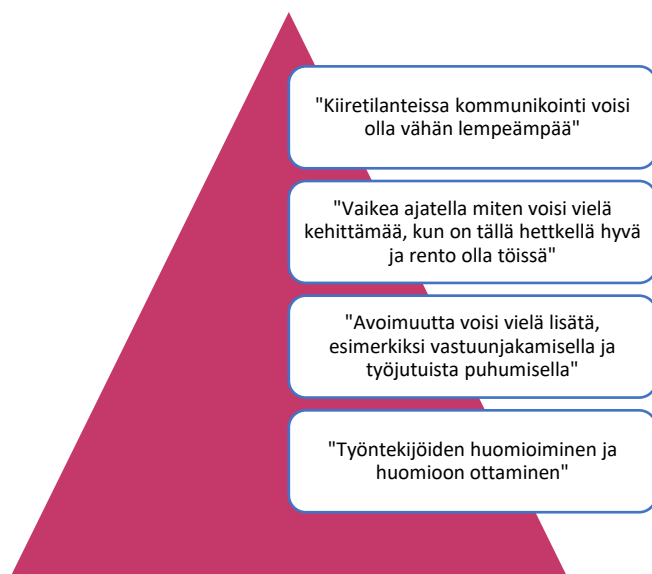 "Kiiretilanteissa kommunikointi voisi
olla vähän lempeämpää"
"Vaikea ajatella miten voisi vielä
kehittämää, kun on tällä hettkellä hyvä
ja rento olla töissä"
"Avoimuutta voisi vielä lisätä,
esimerkiksi vastuunjakamisella ja
työjutuista puhumisella"
"Työntekijöiden huomioiminen ja
huomioon ottaminen"